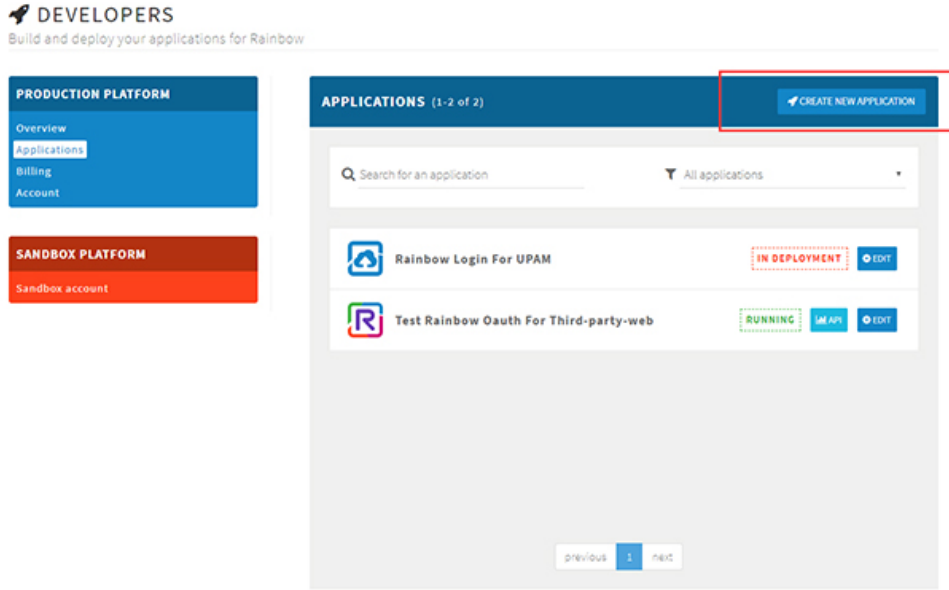 DEVELOPERS
Build and deploy your applications for Rainbow
PRODUCTION PLATFORM
Overview
Applications
Billing
Account
SANDBOX PLATFORM
Sandbox account
APPLICATIONS (1-2 of 2)
CREATE NEW APPLICATION
Search for an application
All applications
Rainbow Login For UPAM
IN DEPLOYMENT
EDIT
Test Rainbow Oauth For Third-party-web
RUNNING
API
EDIT
previous 1 next